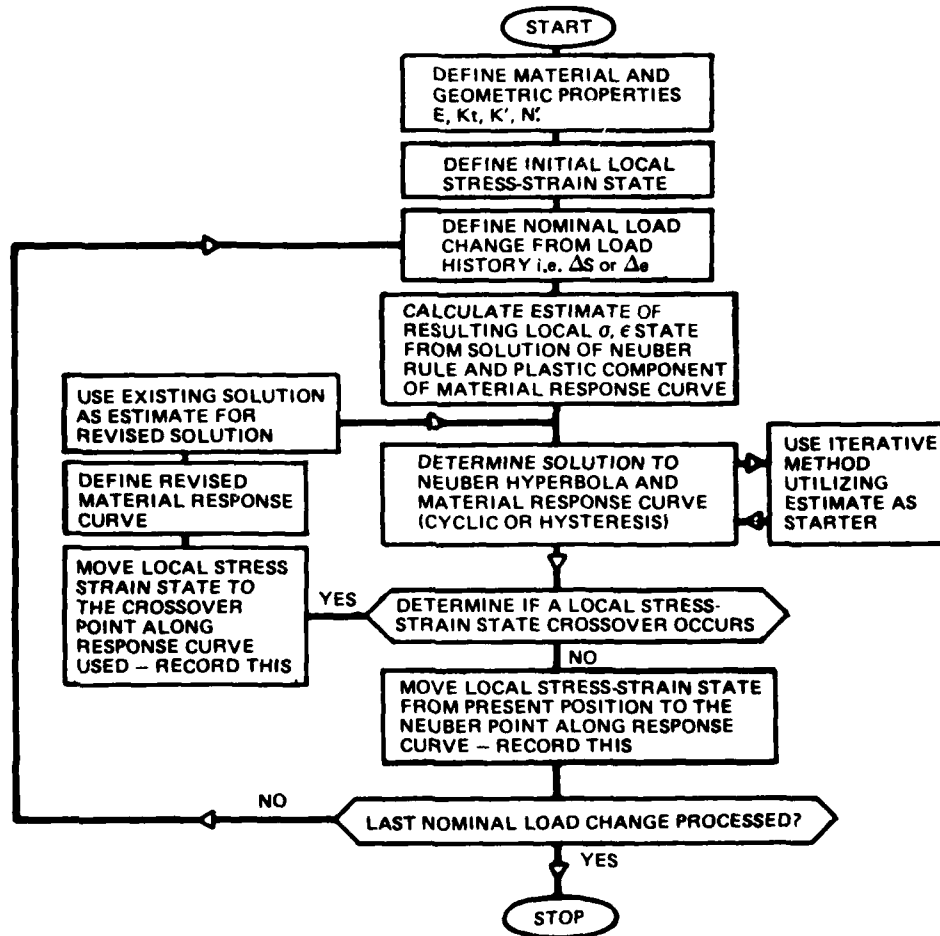 START
DEFINE MATERIAL AND
GEOMETRIC PROPERTIES
E, Kt, K', N'.
DEFINE INITIAL LOCAL
STRESS-STRAIN STATE
DEFINE NOMINAL LOAD
CHANGE FROM LOAD
HISTORY i.e. ΔS or Δe
CALCULATE ESTIMATE OF
RESULTING LOCAL σ, ϵ STATE
FROM SOLUTION OF NEUBER
RULE AND PLASTIC COMPONENT
OF MATERIAL RESPONSE CURVE
USE EXISTING SOLUTION
AS ESTIMATE FOR
REVISED SOLUTION
DEFINE REVISED
MATERIAL RESPONSE
CURVE
MOVE LOCAL STRESS
STRAIN STATE TO
THE CROSSOVER
POINT ALONG
RESPONSE CURVE
USED – RECORD THIS
DETERMINE SOLUTION TO
NEUBER HYPERBOLA AND
MATERIAL RESPONSE CURVE
(CYCLIC OR HYSTERESIS)
USE ITERATIVE
METHOD
UTILIZING
ESTIMATE AS
STARTER
YES
DETERMINE IF A LOCAL STRESS-
STRAIN STATE CROSSOVER OCCURS
NO
MOVE LOCAL STRESS-STRAIN STATE
FROM PRESENT POSITION TO THE
NEUBER POINT ALONG RESPONSE
CURVE – RECORD THIS
NO
LAST NOMINAL LOAD CHANGE PROCESSED?
YES
STOP